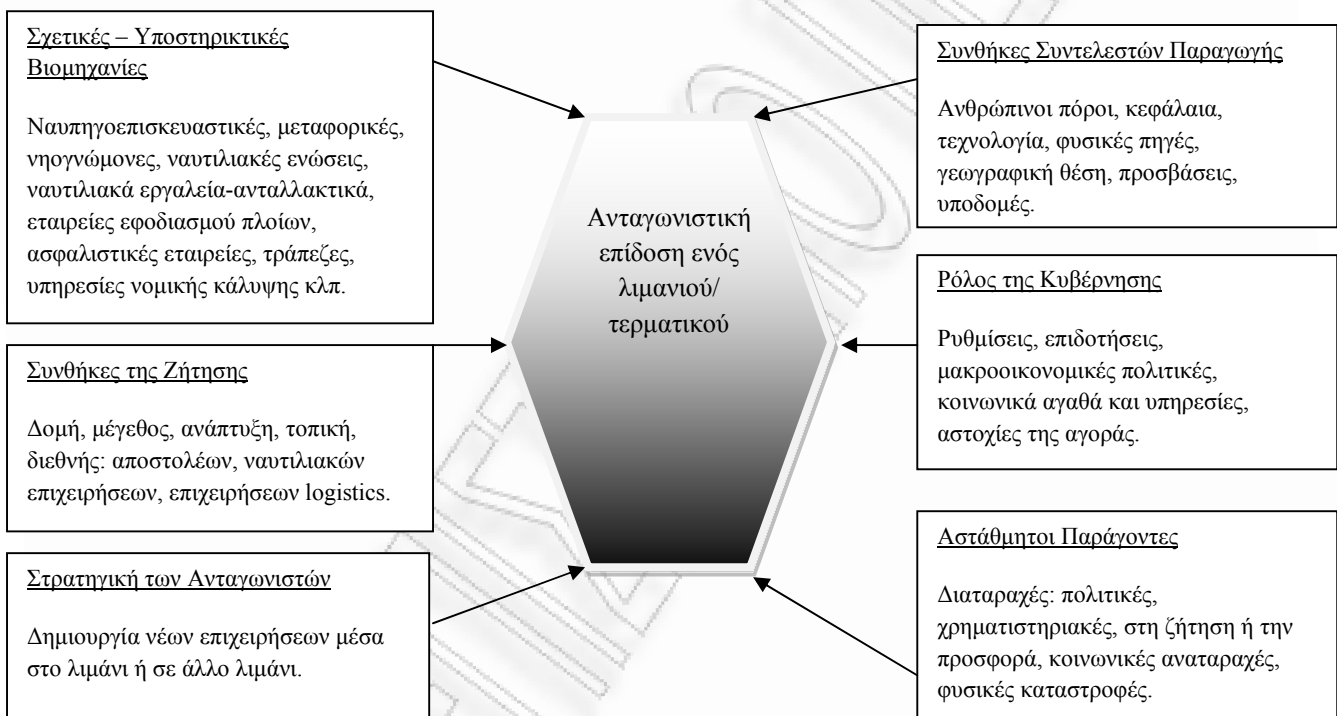 Σχετικές – Υποστηρικτικές
Βιομηχανίες
Ναυπηγοεπισκευαστικές, μεταφορικές,
νηογνώμονες, ναυτιλιακές ενώσεις,
ναυτιλιακά εργαλεία-ανταλλακτικά,
εταιρείες εφοδιασμού πλοίων,
ασφαλιστικές εταιρείες, τράπεζες,
υπηρεσίες νομικής κάλυψης κλπ.
Συνθήκες της Ζήτησης
Δομή, μέγεθος, ανάπτυξη, τοπική,
διεθνής: αποστολέων, ναυτιλιακών
επιχειρήσεων, επιχειρήσεων logistics.
Στρατηγική των Ανταγωνιστών
Δημιουργία νέων επιχειρήσεων μέσα
στο λιμάνι ή σε άλλο λιμάνι.
Ανταγωνιστική
επίδοση ενός
λιμανιού/
τερματικού
Συνθήκες Συντελεστών Παραγωγής
Ανθρώπινοι πόροι, κεφάλαια,
τεχνολογία, φυσικές πηγές,
γεωγραφική θέση, προσβάσεις,
υποδομές.
Ρόλος της Κυβέρνησης
Ρυθμίσεις, επιδοτήσεις,
μακροοικονομικές πολιτικές,
κοινωνικά αγαθά και υπηρεσίες,
αστοχίες της αγοράς.
Αστάθμητοι Παράγοντες
Διαταραχές: πολιτικές,
χρηματιστηριακές, στη ζήτηση ή την
προσφορά, κοινωνικές αναταραχές,
φυσικές καταστροφές.